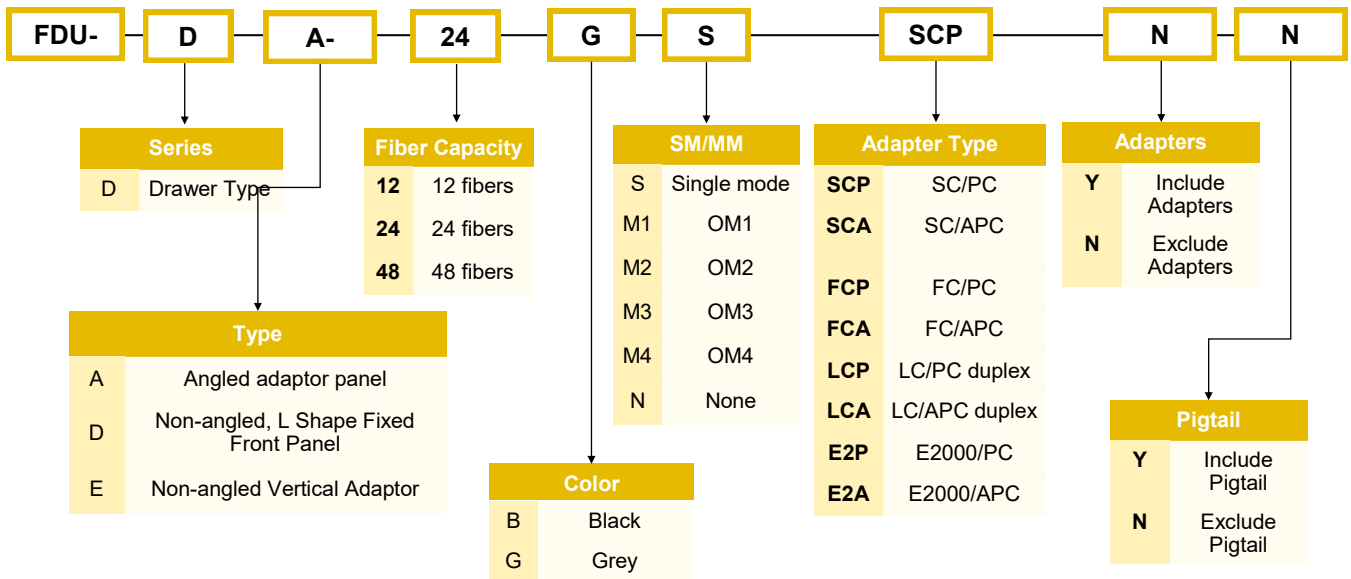 FDU- D A- 24 G S SCP N N
Series
D Drawer Type
Fiber Capacity
12 12 fibers
24 24 fibers
48 48 fibers
Type
A Angled adaptor panel
D Non-angled, L Shape Fixed
Front Panel
E Non-angled Vertical Adaptor
Color
B Black
G Grey
SM/MM
S Single mode
M1 OM1
M2 OM2
M3 OM3
M4 OM4
N None
Adapter Type
SCP SC/PC
SCA SC/APC
FCP FC/PC
FCA FC/APC
LCP LC/PC duplex
LCA LC/APC duplex
E2P E2000/PC
E2A E2000/APC
Adapters
Y Include
Adapters
N Exclude
Adapters
Pigtail
Y Include
Pigtail
N Exclude
Pigtail